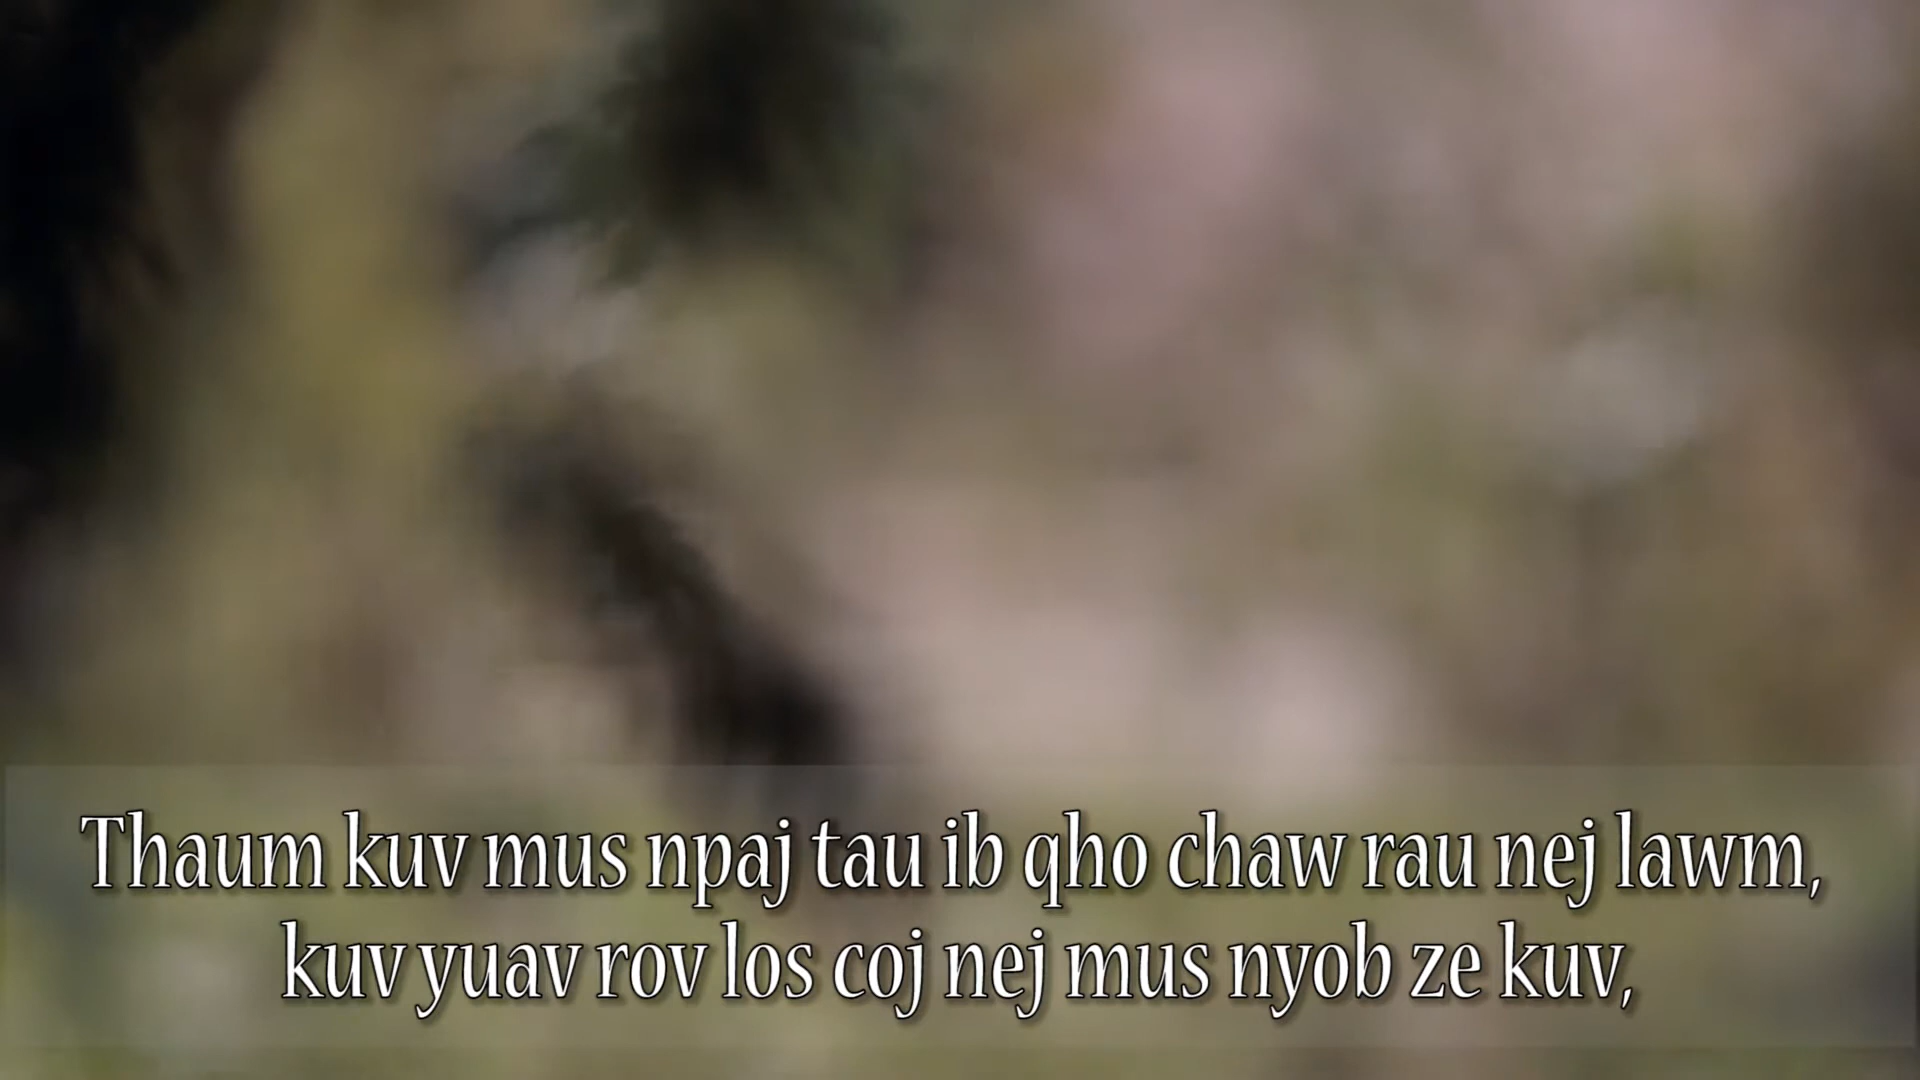 Thaum kuv mus npaj tau ib qho chaw rau nej lawm,
kuv yuav rov los coj nej mus nyob ze kuv,